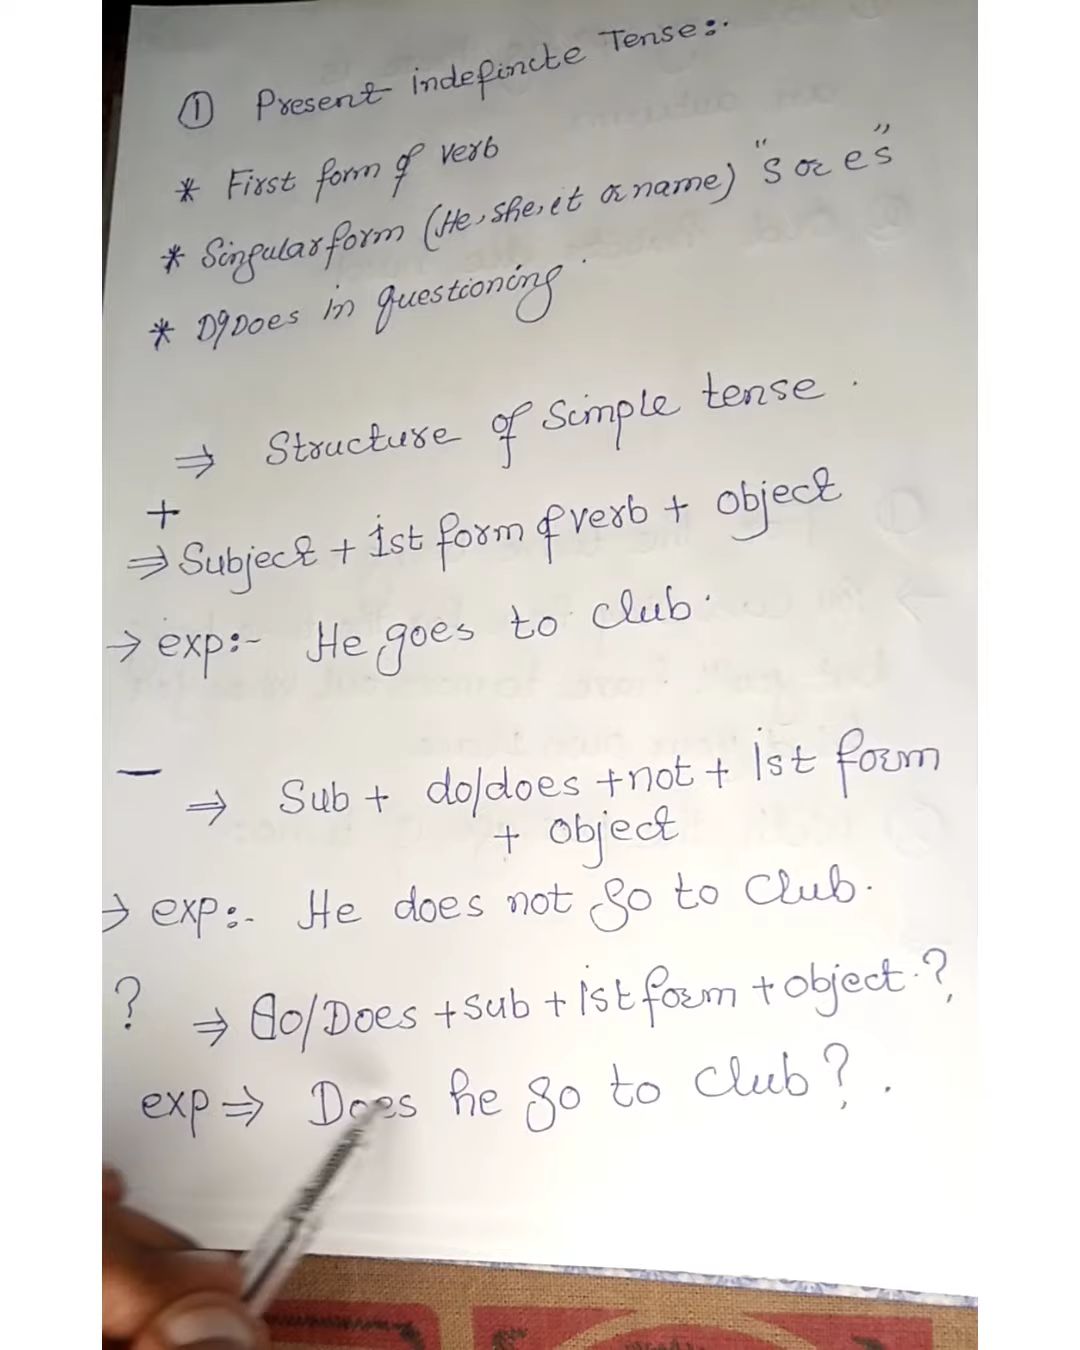 ① Present indefincte Tense:-
* First form of verb
* Singular form (He, she, it or name) "s or es"
* Do/Does in questioning.
⇒ Structure of Simple tense.
+
⇒ Subject + 1st form of verb + object
→ exp:- He goes to club.
—
⇒ Sub + do/does + not + 1st form
+ object
→ exp:- He does not go to club.
? ⇒ Do/Does + sub + 1st form + object.?
exp ⇒ Does he go to club?.